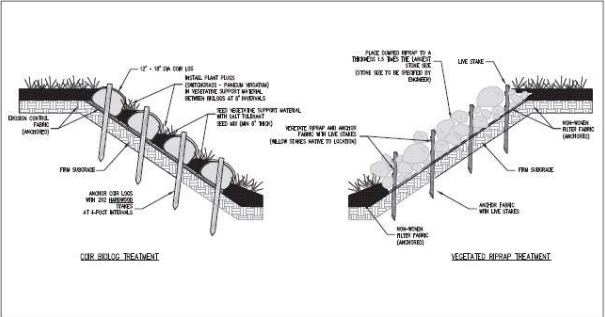 12" - 18" DIA COIR LOG
INSTALL PLANT PLUGS
(SWITCHGRASS - PANICUM VIRGATUM)
IN VEGETATIVE SUPPORT MATERIAL
BETWEEN BIOLOGS AT 6" INVERVALS
EROSION CONTROL
FABRIC
(ANCHORED)
SEED VEGETATIVE SUPPORT MATERIAL
WITH SALT TOLERANT
SEED MIX (MIN 6" THICK)
FIRM SUBGRADE
ANCHOR COIR LOGS
WITH 2X2 HARDWOOD
STAKES
AT 4-FOOT INTERVALS
COIR BIOLOG TREATMENT
PLACE DUMPED RIPRAP TO A
THICKNESS 1.5 TIMES THE LARGEST
STONE SIZE
(STONE SIZE TO BE SPECIFIED BY
ENGINEER)
LIVE STAKE
VEGETATE RIPRAP AND ANCHOR
FABRIC WITH LIVE STAKES
(WILLOW STAKES NATIVE TO LOCATION)
NON-WOVEN
FILTER FABRIC
(ANCHORED)
FIRM SUBGRADE
ANCHOR FABRIC
WITH LIVE STAKES
NON-WOVEN
FILTER FABRIC
(ANCHORED)
VEGETATED RIPRAP TREATMENT